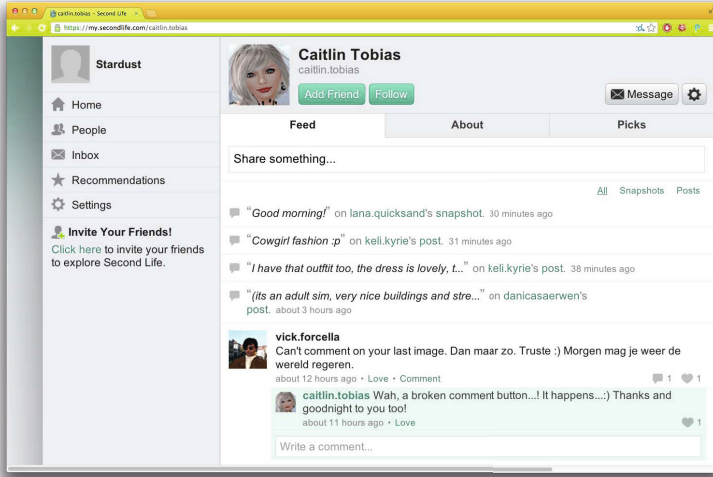 caitlin.tobias - Second Life
https://my.secondlife.com/caitlin.tobias
Stardust
Home
People
Inbox
Recommendations
Settings
Invite Your Friends!
Click here to invite your friends
to explore Second Life.
Caitlin Tobias
caitlin.tobias
Add Friend Follow
Message
Feed About Picks
Share something...
All Snapshots Posts
"Good morning!" on lana.quicksand's snapshot. 30 minutes ago
"Cowgirl fashion :p" on keli.kyrie's post. 31 minutes ago
"I have that outftit too, the dress is lovely, t..." on keli.kyrie's post. 38 minutes ago
"(its an adult sim, very nice buildings and stre..." on danicasaerwen's
post. about 3 hours ago
vick.forcella
Can't comment on your last image. Dan maar zo. Truste :) Morgen mag je weer de
wereld regeren.
about 12 hours ago • Love • Comment 1 1
caitlin.tobias Wah, a broken comment button...! It happens...:) Thanks and
goodnight to you too!
about 11 hours ago • Love 1
Write a comment...